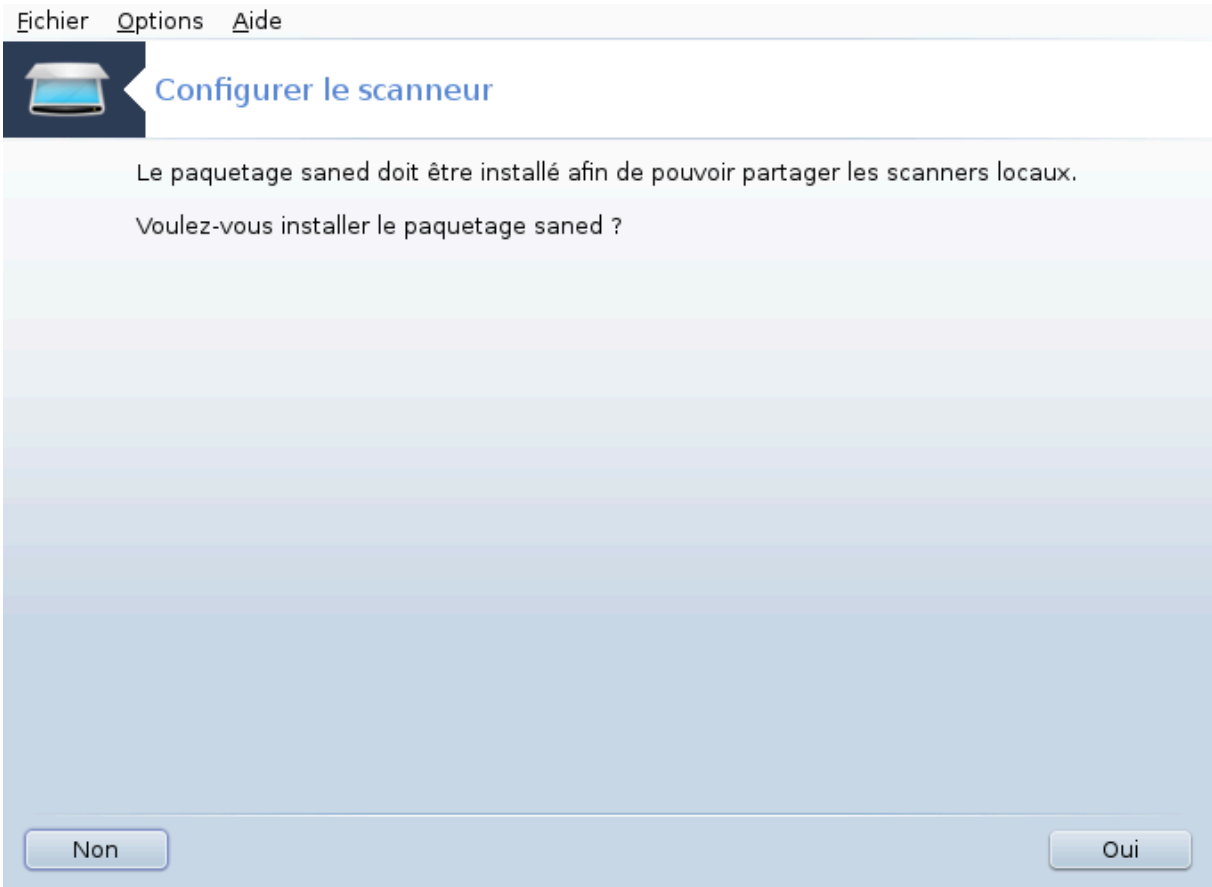 Fichier Options Aide
Configurer le scanneur
Le paquetage saned doit être installé afin de pouvoir partager les scanners locaux.
Voulez-vous installer le paquetage saned ?
Non Oui